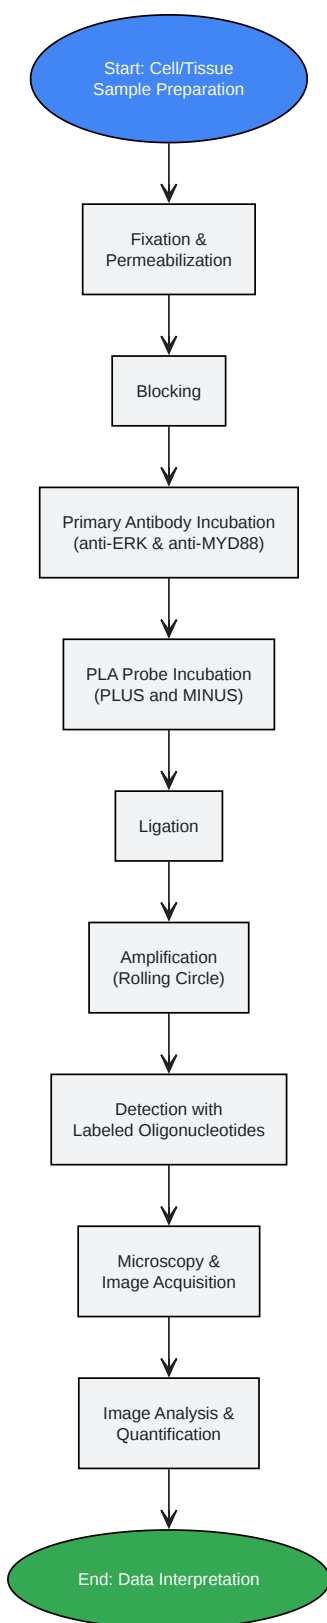 Start: Cell/Tissue
Sample Preparation
Fixation &
Permeabilization
Blocking
Primary Antibody Incubation
(anti-ERK & anti-MYD88)
PLA Probe Incubation
(PLUS and MINUS)
Ligation
Amplification
(Rolling Circle)
Detection with
Labeled Oligonucleotides
Microscopy &
Image Acquisition
Image Analysis &
Quantification
End: Data Interpretation